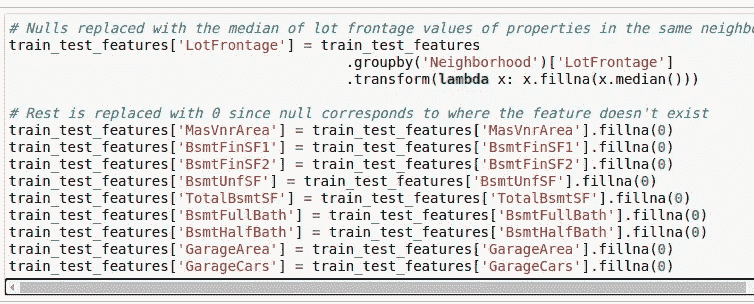 # Nulls replaced with the median of lot frontage values of properties in the same neighbo
train_test_features['LotFrontage'] = train_test_features
.groupby('Neighborhood')['LotFrontage']
.transform(lambda x: x.fillna(x.median()))
# Rest is replaced with 0 since null corresponds to where the feature doesn't exist
train_test_features['MasVnrArea'] = train_test_features['MasVnrArea'].fillna(0)
train_test_features['BsmtFinSF1'] = train_test_features['BsmtFinSF1'].fillna(0)
train_test_features['BsmtFinSF2'] = train_test_features['BsmtFinSF2'].fillna(0)
train_test_features['BsmtUnfSF'] = train_test_features['BsmtUnfSF'].fillna(0)
train_test_features['TotalBsmtSF'] = train_test_features['TotalBsmtSF'].fillna(0)
train_test_features['BsmtFullBath'] = train_test_features['BsmtFullBath'].fillna(0)
train_test_features['BsmtHalfBath'] = train_test_features['BsmtHalfBath'].fillna(0)
train_test_features['GarageArea'] = train_test_features['GarageArea'].fillna(0)
train_test_features['GarageCars'] = train_test_features['GarageCars'].fillna(0)